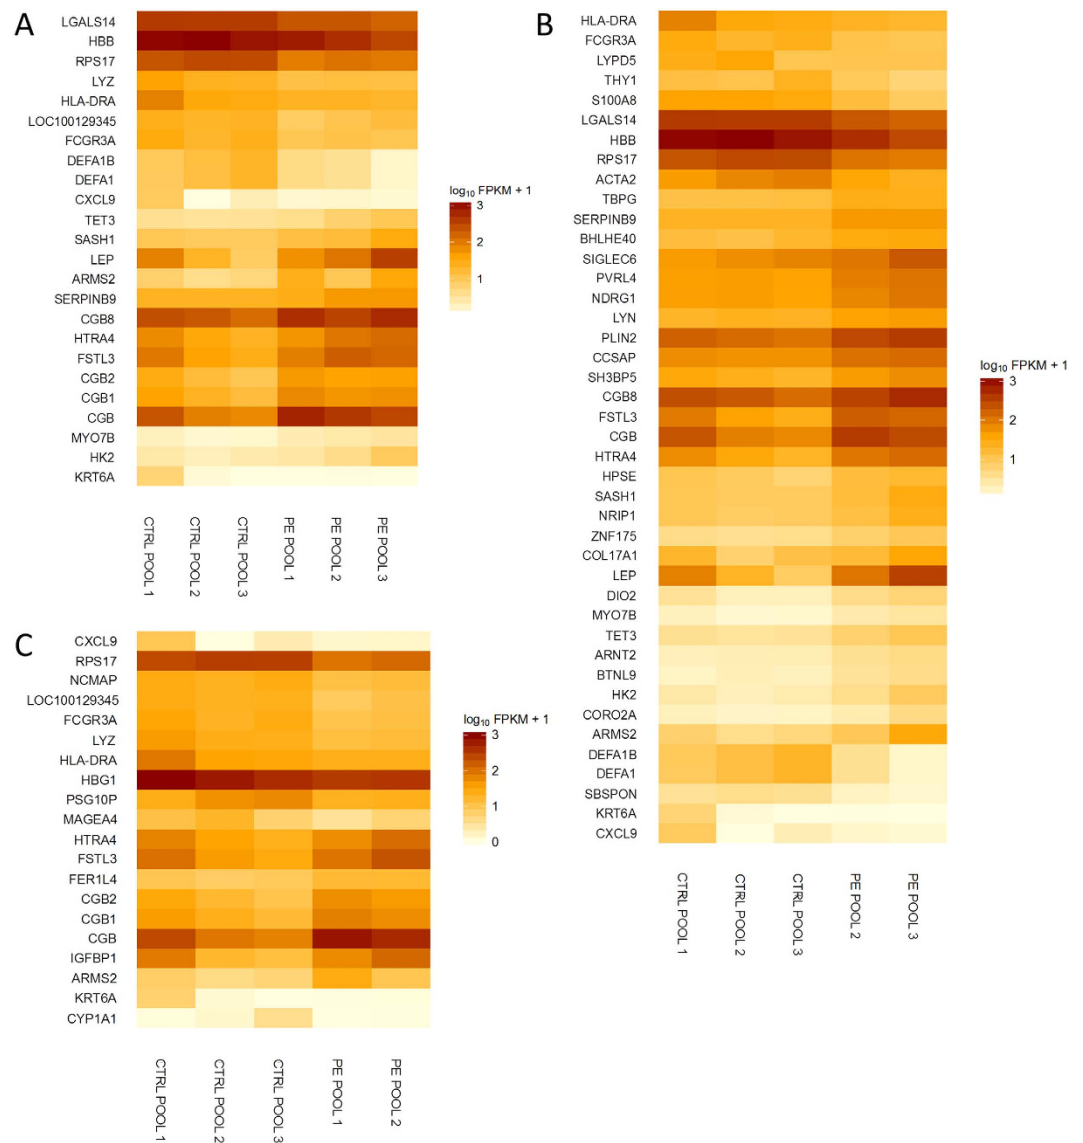 A
LGALS14
HBB
RPS17
LYZ
HLA-DRA
LOC100129345
FCGR3A
DEFA1B
DEFA1
CXCL9
TET3
SASH1
LEP
ARMS2
SERPINB9
CGB8
HTRA4
FSTL3
CGB2
CGB1
CGB
MYO7B
HK2
KRT6A
CTRL POOL 1
CTRL POOL 2
CTRL POOL 3
PE POOL 1
PE POOL 2
PE POOL 3
log10 FPKM + 1
3
2
1
B
HLA-DRA
FCGR3A
LYPD5
THY1
S100A8
LGALS14
HBB
RPS17
ACTA2
TBPG
SERPINB9
BHLHE40
SIGLEC6
PVRL4
NDRG1
LYN
PLIN2
CCSAP
SH3BP5
CGB8
FSTL3
CGB
HTRA4
HPSE
SASH1
NRIP1
ZNF175
COL17A1
LEP
DIO2
MYO7B
TET3
ARNT2
BTNL9
HK2
CORO2A
ARMS2
DEFA1B
DEFA1
SBSPON
KRT6A
CXCL9
CTRL POOL 1
CTRL POOL 2
CTRL POOL 3
PE POOL 2
PE POOL 3
log10 FPKM + 1
3
2
1
C
CXCL9
RPS17
NCMAP
LOC100129345
FCGR3A
LYZ
HLA-DRA
HBG1
PSG10P
MAGEA4
HTRA4
FSTL3
FER1L4
CGB2
CGB1
CGB
IGFBP1
ARMS2
KRT6A
CYP1A1
CTRL POOL 1
CTRL POOL 2
CTRL POOL 3
PE POOL 1
PE POOL 2
log10 FPKM + 1
3
2
1
0